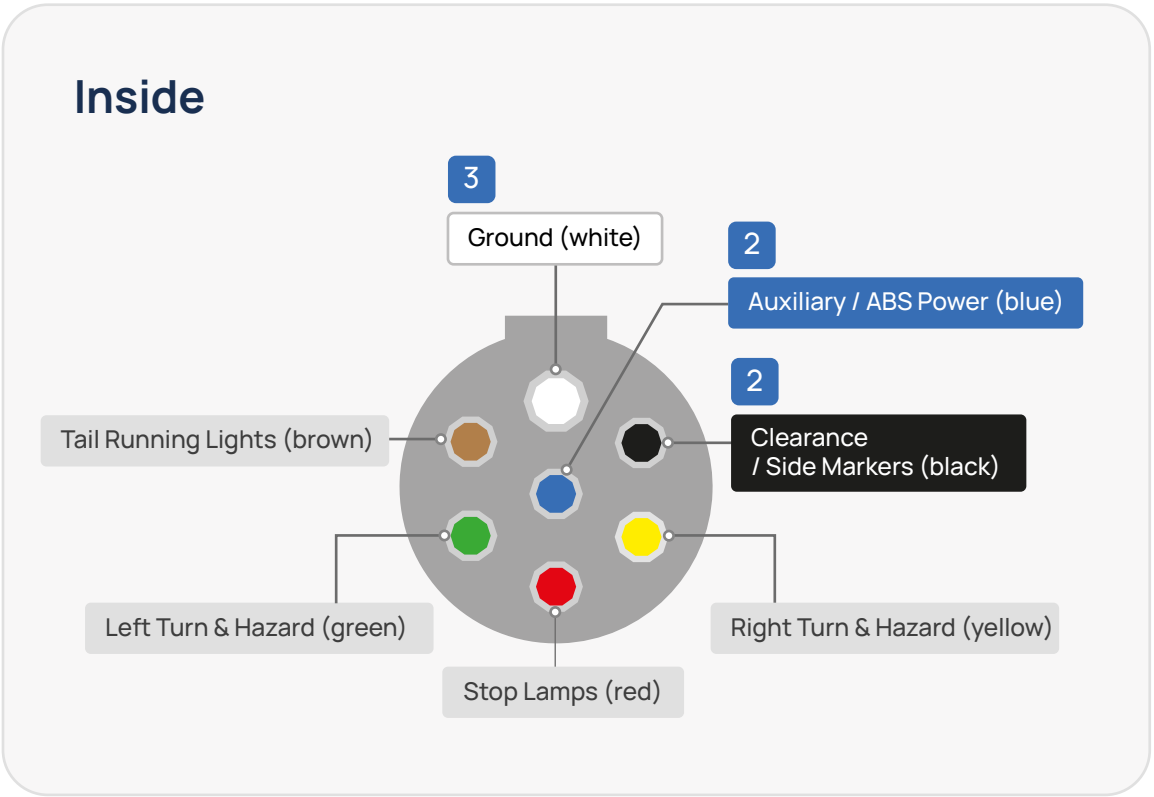 Inside
3
Ground (white)
2
Auxiliary / ABS Power (blue)
2
Clearance
/ Side Markers (black)
Tail Running Lights (brown)
Left Turn & Hazard (green)
Right Turn & Hazard (yellow)
Stop Lamps (red)